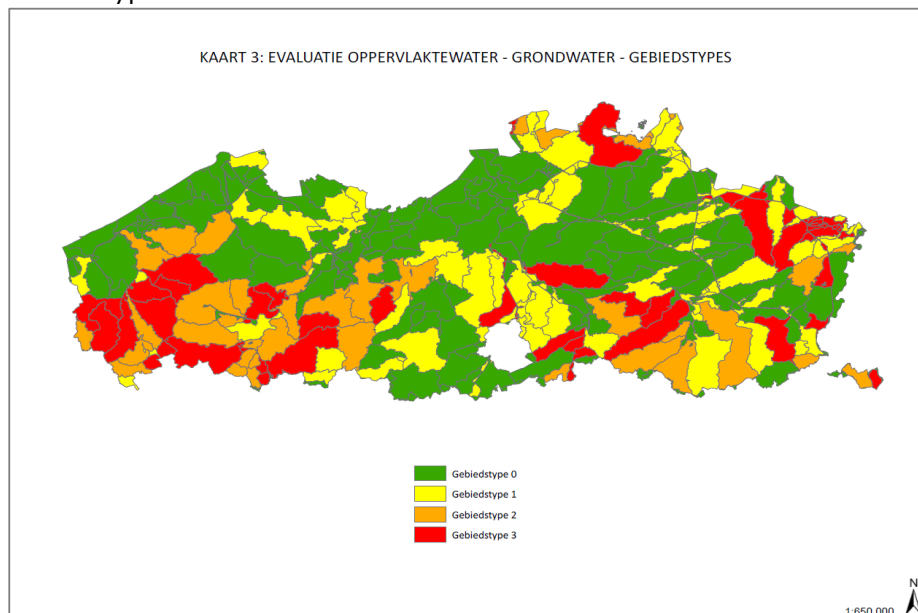 KAART 3: EVALUATIE OPPERVLAKTEWATER - GRONDWATER - GEBIEDSTYPES
Gebiedstype 0
Gebiedstype 1
Gebiedstype 2
Gebiedstype 3
N
1:650.000